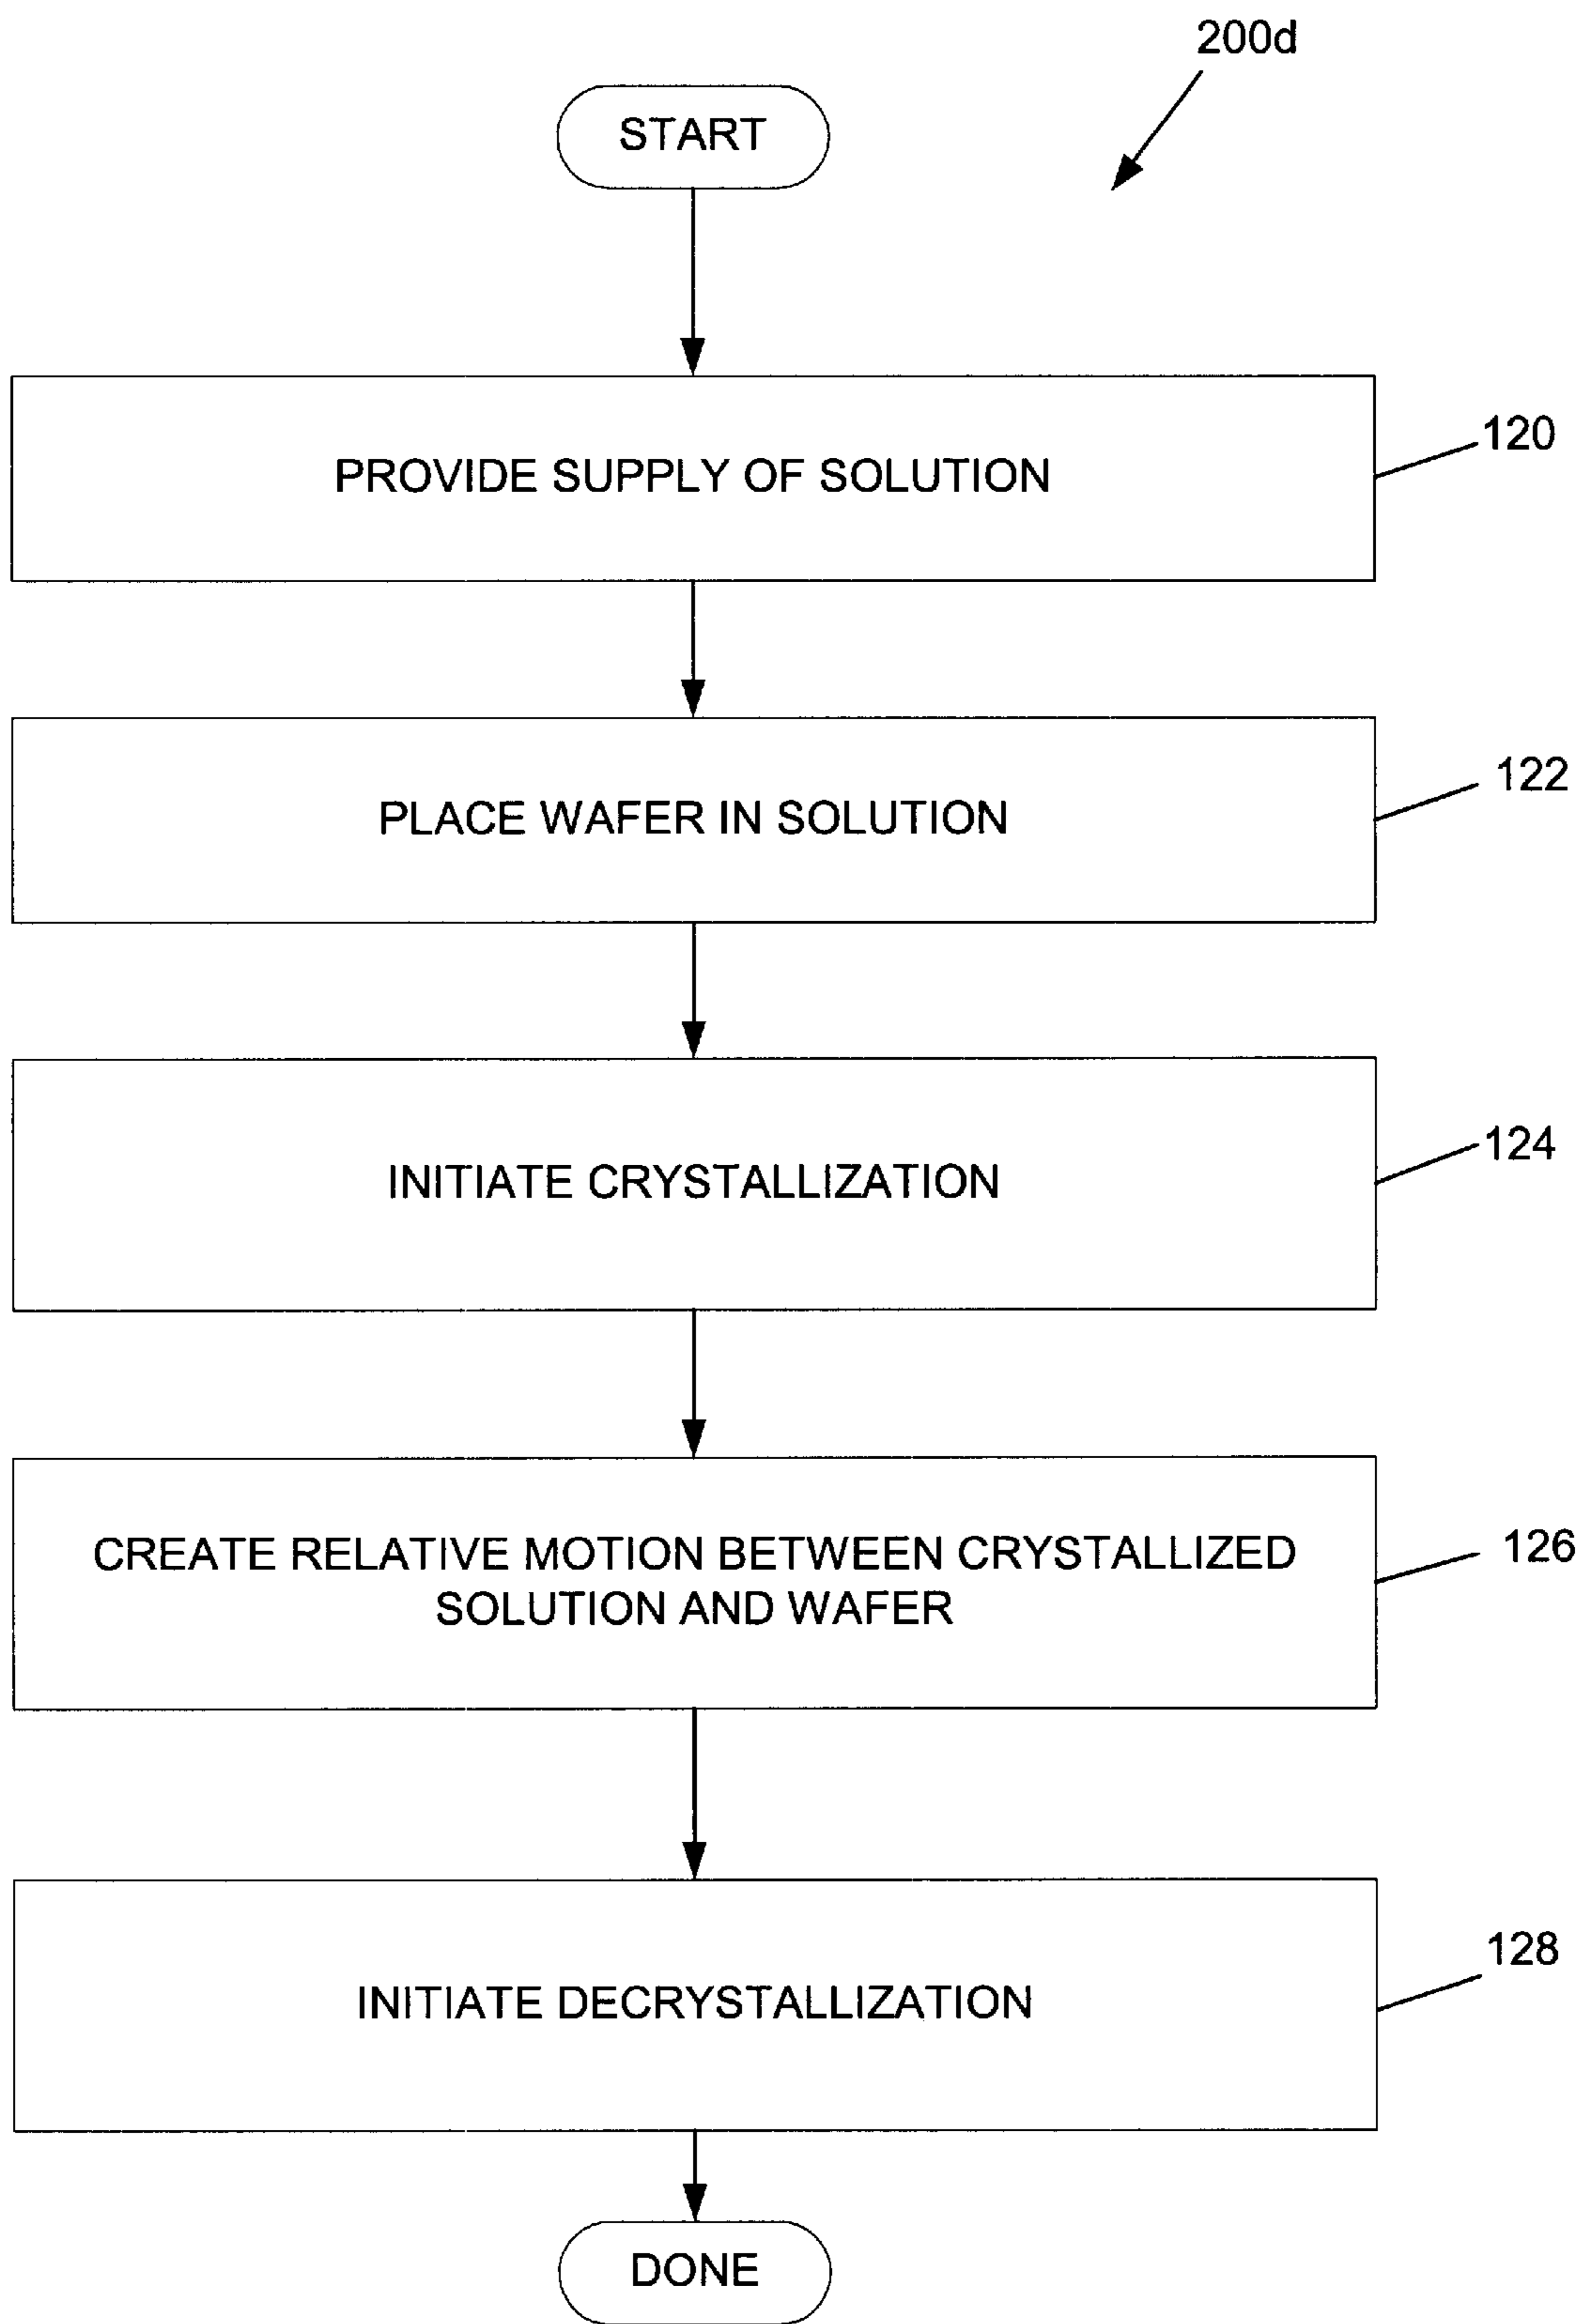 200d
START
PROVIDE SUPPLY OF SOLUTION
120
PLACE WAFER IN SOLUTION
122
INITIATE CRYSTALLIZATION
124
CREATE RELATIVE MOTION BETWEEN CRYSTALLIZED
SOLUTION AND WAFER
126
INITIATE DECRYSTALLIZATION
128
DONE